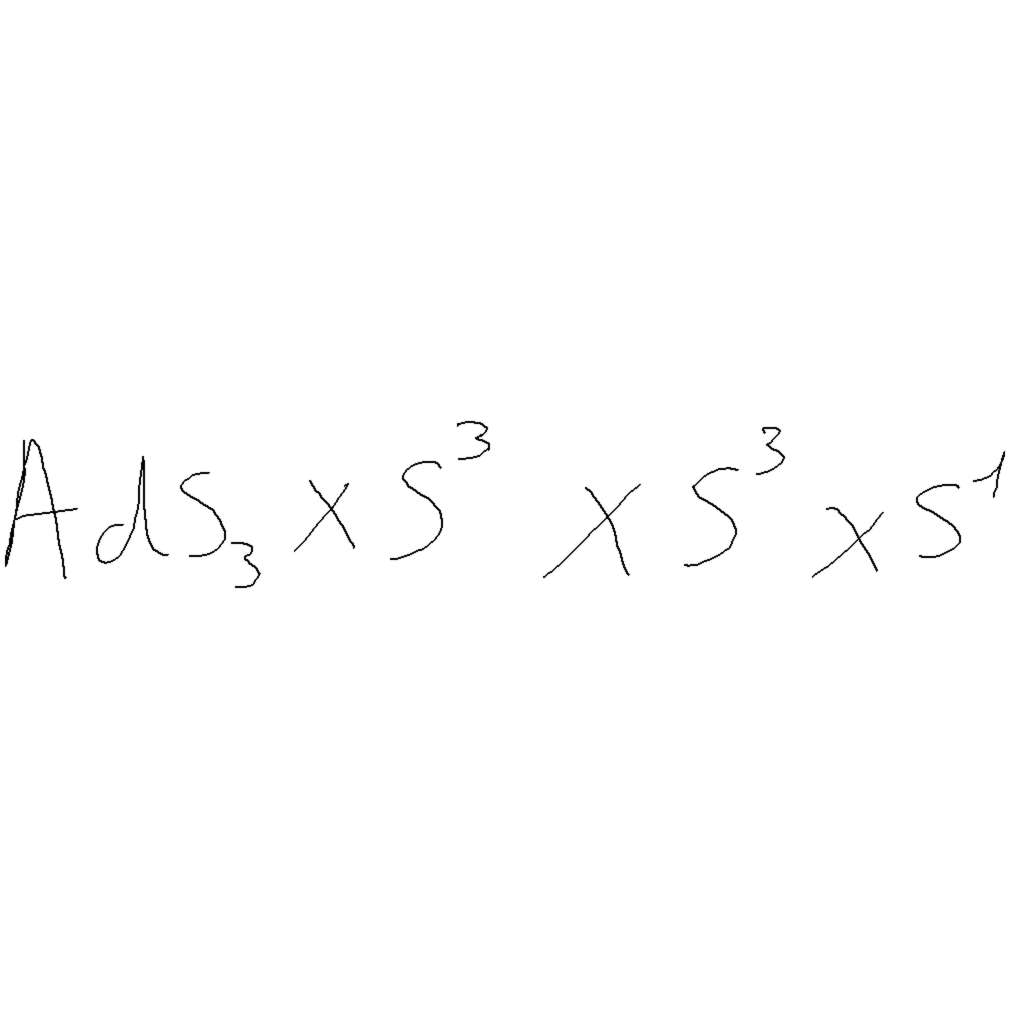 AdS₃ × S³ × S³ × S¹